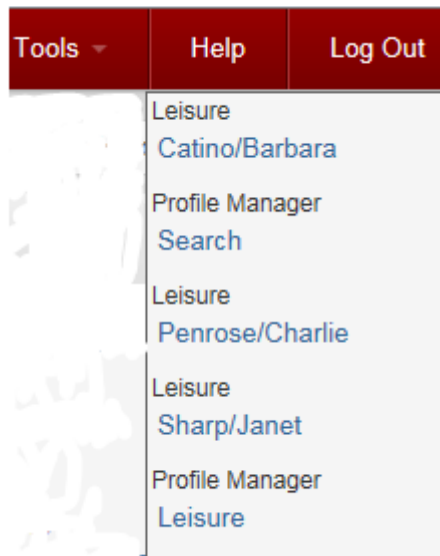 Tools Help Log Out
Leisure
Catino/Barbara
Profile Manager
Search
Leisure
Penrose/Charlie
Leisure
Sharp/Janet
Profile Manager
Leisure